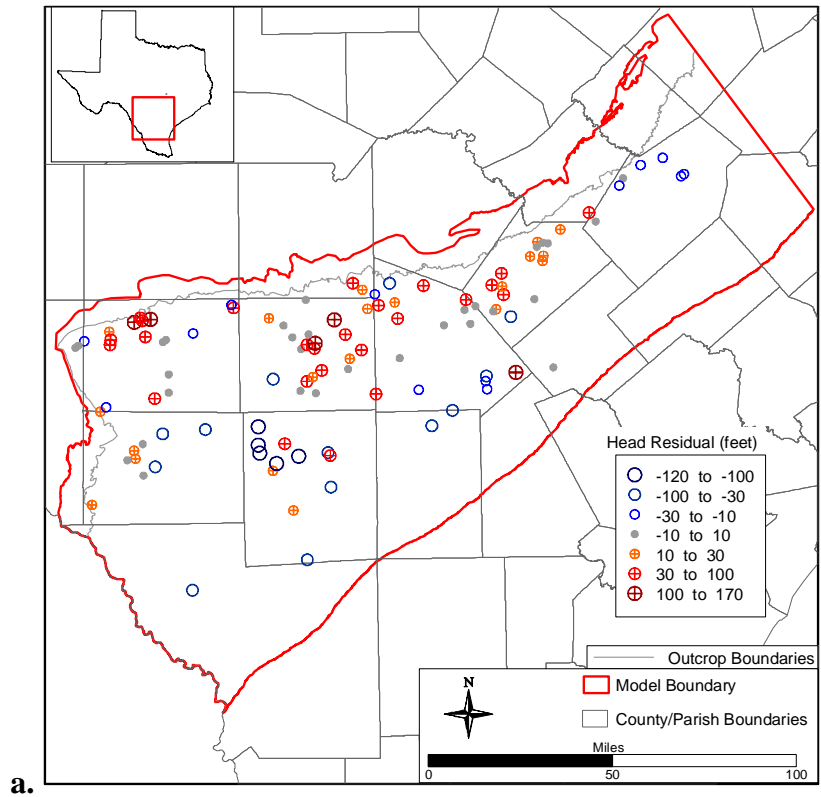 Head Residual (feet)
-120 to -100
-100 to -30
-30 to -10
-10 to 10
10 to 30
30 to 100
100 to 170
Outcrop Boundaries
N
Model Boundary
County/Parish Boundaries
Miles
0 50 100
a.